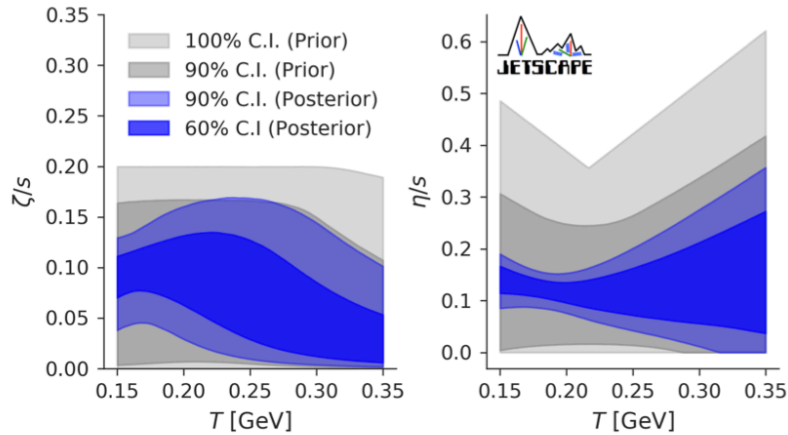 0.35
0.30
0.25
0.20
0.15
0.10
0.05
0.00
ζ/s
100% C.I. (Prior)
90% C.I. (Prior)
90% C.I. (Posterior)
60% C.I (Posterior)
0.15 0.20 0.25 0.30 0.35
T [GeV]
0.6
0.5
0.4
0.3
0.2
0.1
0.0
η/s
JETSCAPE
0.15 0.20 0.25 0.30 0.35
T [GeV]